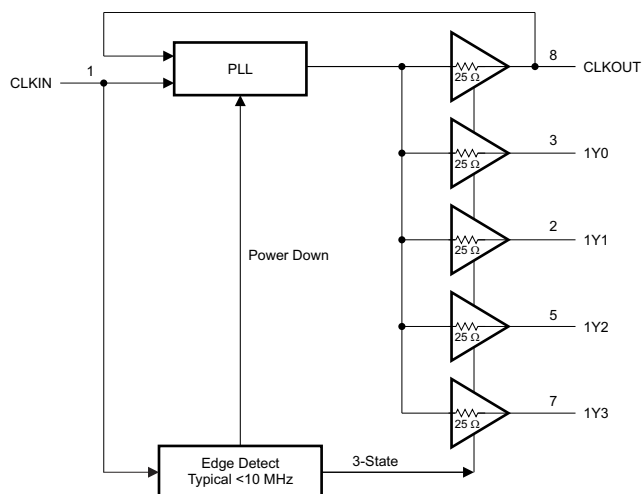 8
PLL
CLKOUT
25 Ω
1
CLKIN
3
1Y0
25 Ω
2
1Y1
25 Ω
Power Down
5
1Y2
25 Ω
7
1Y3
25 Ω
Edge Detect
Typical <10 MHz
3-State